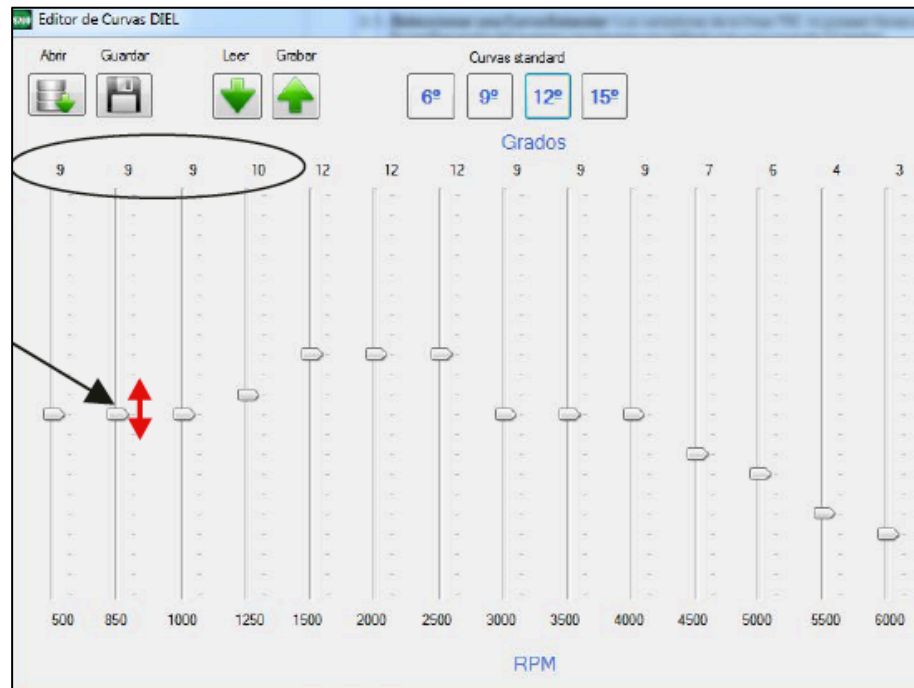 Editor de Curvas DIEL
Abrir Guardar Leer Grabar Curvas standard
6º 9º 12º 15º
Grados
9 9 9 10 12 12 12 9 9 9 7 6 4 3
500 850 1000 1250 1500 2000 2500 3000 3500 4000 4500 5000 5500 6000
RPM